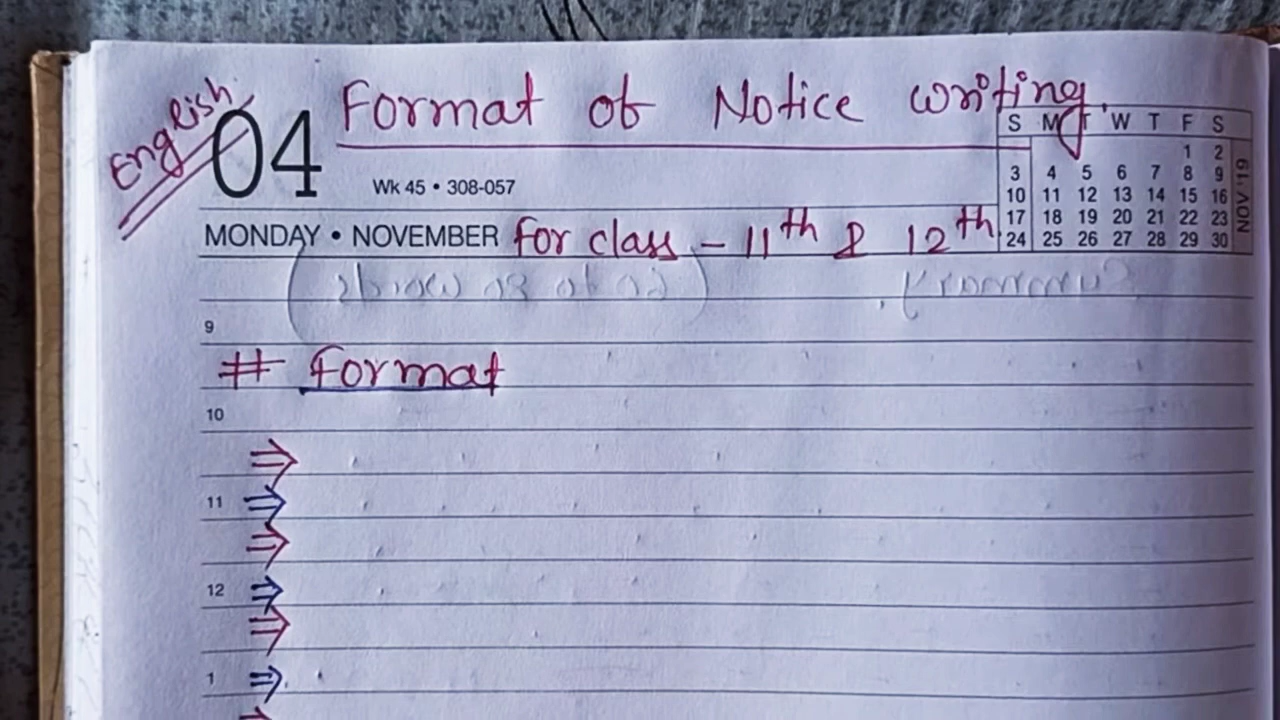 English
Format of Notice writing.
04
Wk 45 • 308-057
S M T W T F S
1 2
3 4 5 6 7 8 9
10 11 12 13 14 15 16
17 18 19 20 21 22 23
24 25 26 27 28 29 30
NOV '19
MONDAY • NOVEMBER for class - 11th & 12th
9
# Format
10
⇒
11 ⇒
⇒
12 ⇒
⇒
1 ⇒